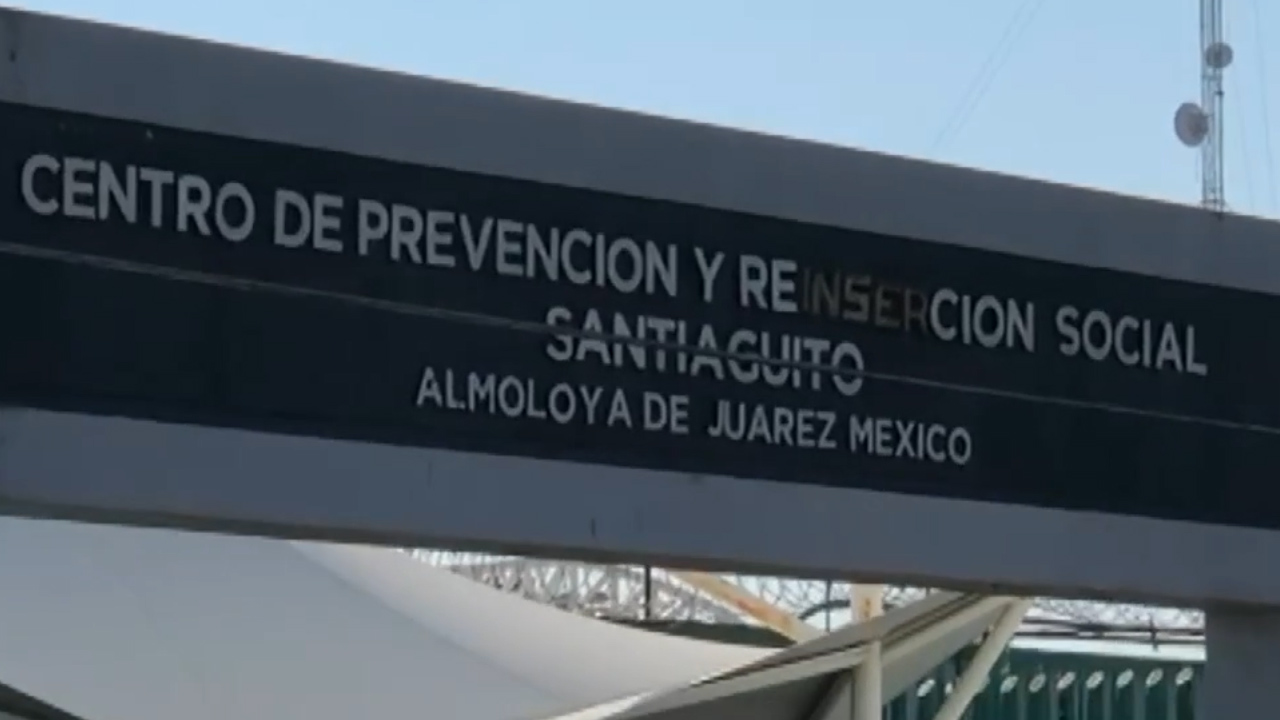 CENTRO DE PREVENCION Y REINSERCION SOCIAL
SANTIAGUITO
ALMOLOYA DE JUAREZ MEXICO